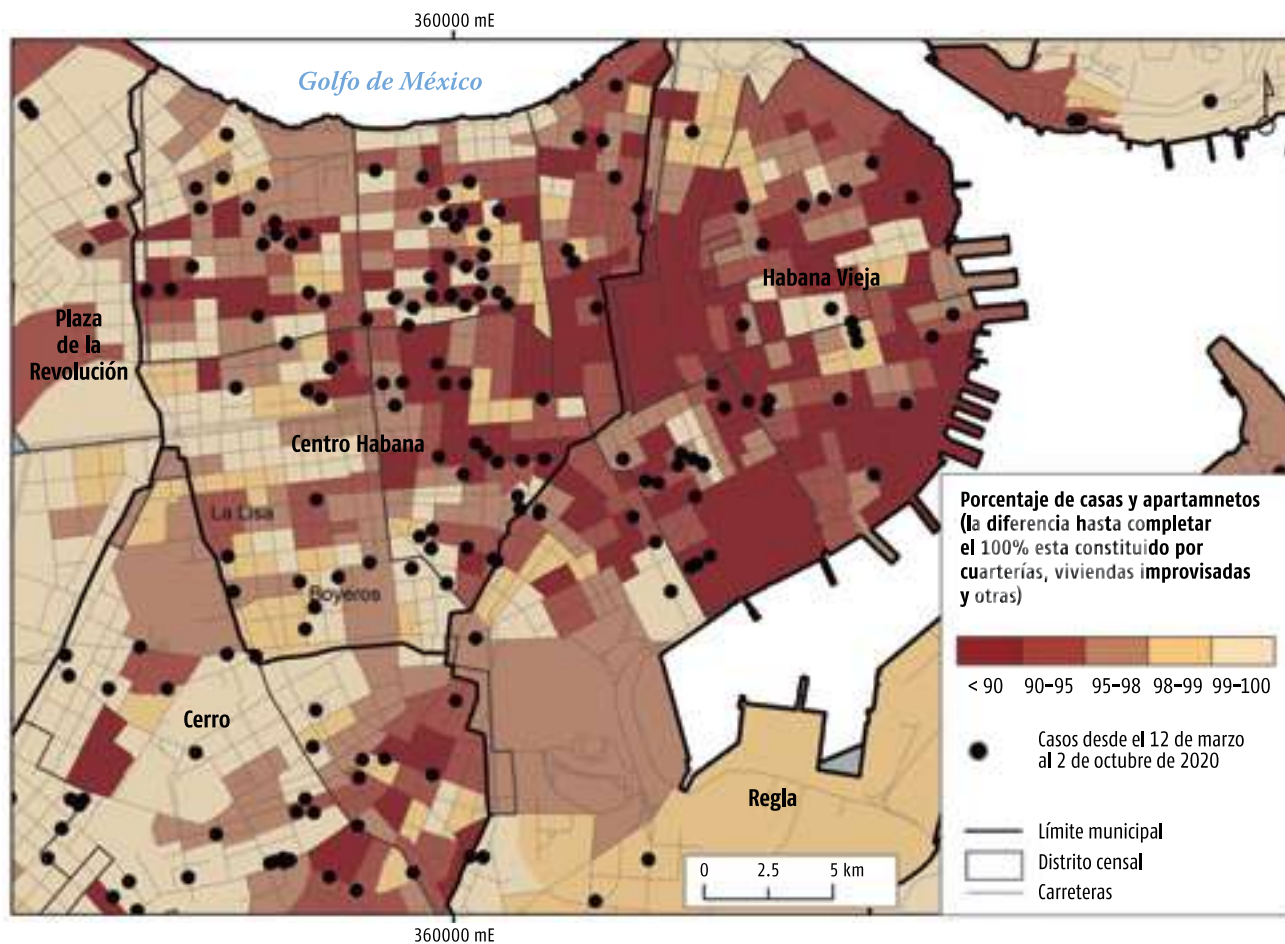 360000 mE
Golfo de México
Plaza
de la
Revolución
Habana Vieja
Centro Habana
La Lisa
Boyeros
Cerro
Regla
Porcentaje de casas y apartamnetos
(la diferencia hasta completar
el 100% esta constituido por
cuarterías, viviendas improvisadas
y otras)
< 90 90–95 95–98 98–99 99–100
Casos desde el 12 de marzo
al 2 de octubre de 2020
Límite municipal
Distrito censal
Carreteras
0 2.5 5 km
360000 mE